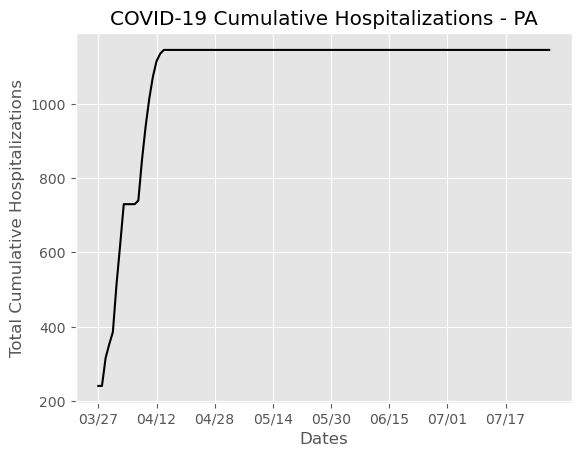 COVID-19 Cumulative Hospitalizations - PA
Total Cumulative Hospitalizations
1000
800
600
400
200
03/27 04/12 04/28 05/14 05/30 06/15 07/01 07/17
Dates